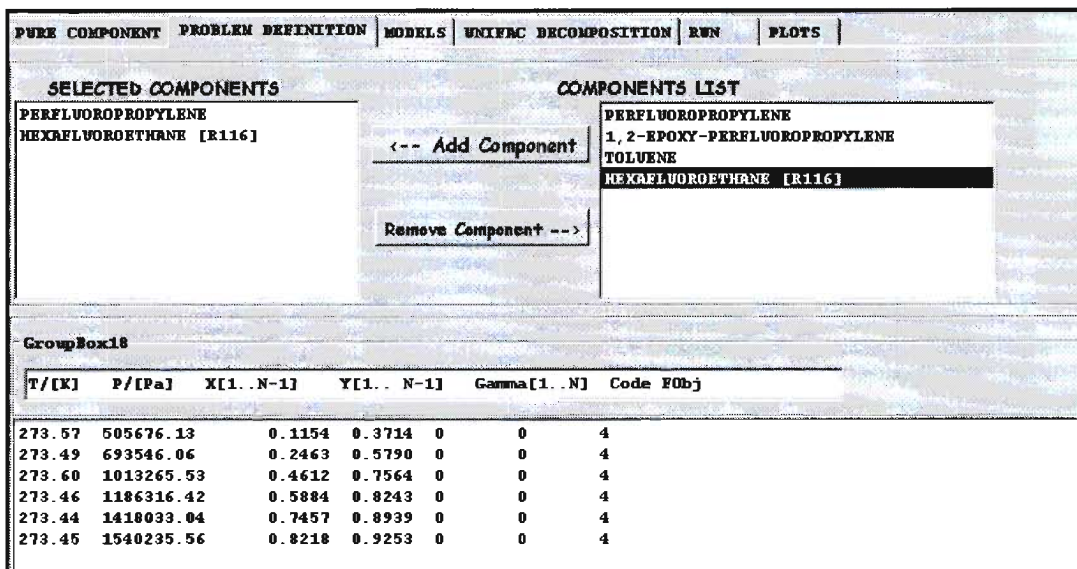 PURE COMPONENT PROBLEM DEFINITION MODELS UNIFAC DECOMPOSITION RUN PLOTS
SELECTED COMPONENTS
PERFLUOROPROPYLENE
HEXAFLUOROETHANE [R116]
<-- Add Component
Remove Component -->
COMPONENTS LIST
PERFLUOROPROPYLENE
1,2-EPOXY-PERFLUOROPROPYLENE
TOLUENE
HEXAFLUOROETHANE [R116]
GroupBox18
T/[K] P/[Pa] X[1..N-1] Y[1.. N-1] Gamma[1..N] Code FObj
273.57 505676.13 0.1154 0.3714 0 0 4
273.49 693546.06 0.2463 0.5790 0 0 4
273.60 1013265.53 0.4612 0.7564 0 0 4
273.46 1186316.42 0.5884 0.8243 0 0 4
273.44 1418033.04 0.7457 0.8939 0 0 4
273.45 1540235.56 0.8218 0.9253 0 0 4